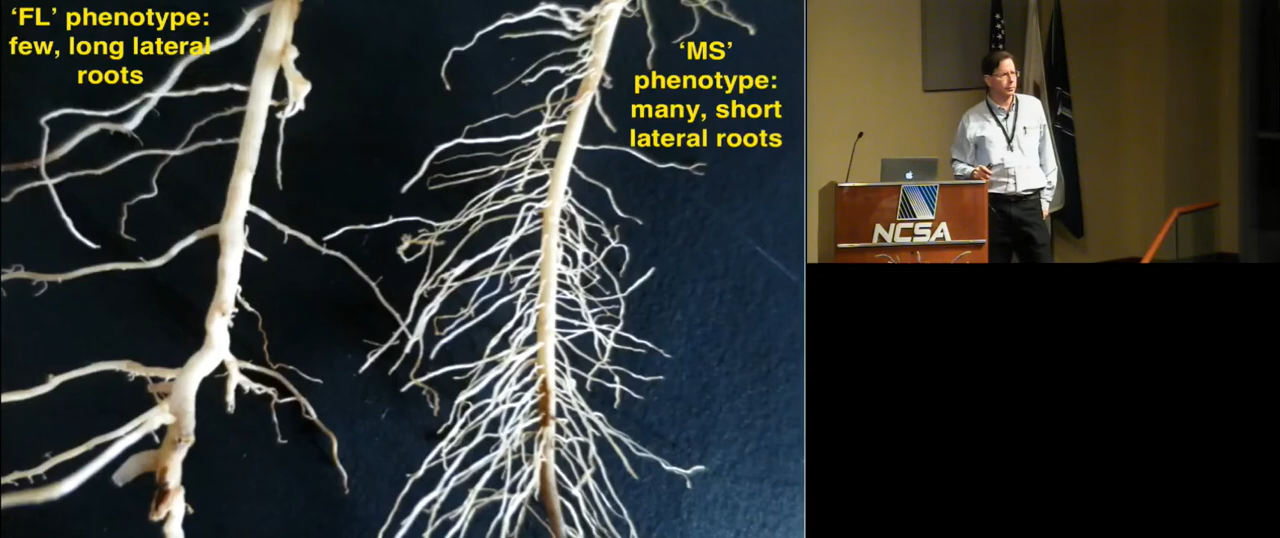 ‘FL’ phenotype:
few, long lateral
roots
‘MS’
phenotype:
many, short
lateral roots
NCSA